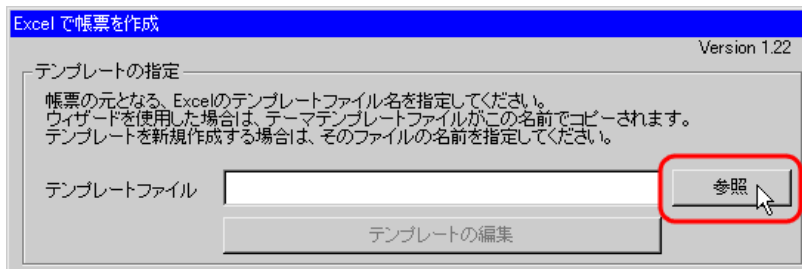 Excel で帳票を作成
Version 1.22
テンプレートの指定
帳票の元となる、Excelのテンプレートファイル名を指定してください。
ウィザードを使用した場合は、テーマテンプレートファイルがこの名前でコピーされます。
テンプレートを新規作成する場合は、そのファイルの名前を指定してください。
テンプレートファイル
参照
テンプレートの編集